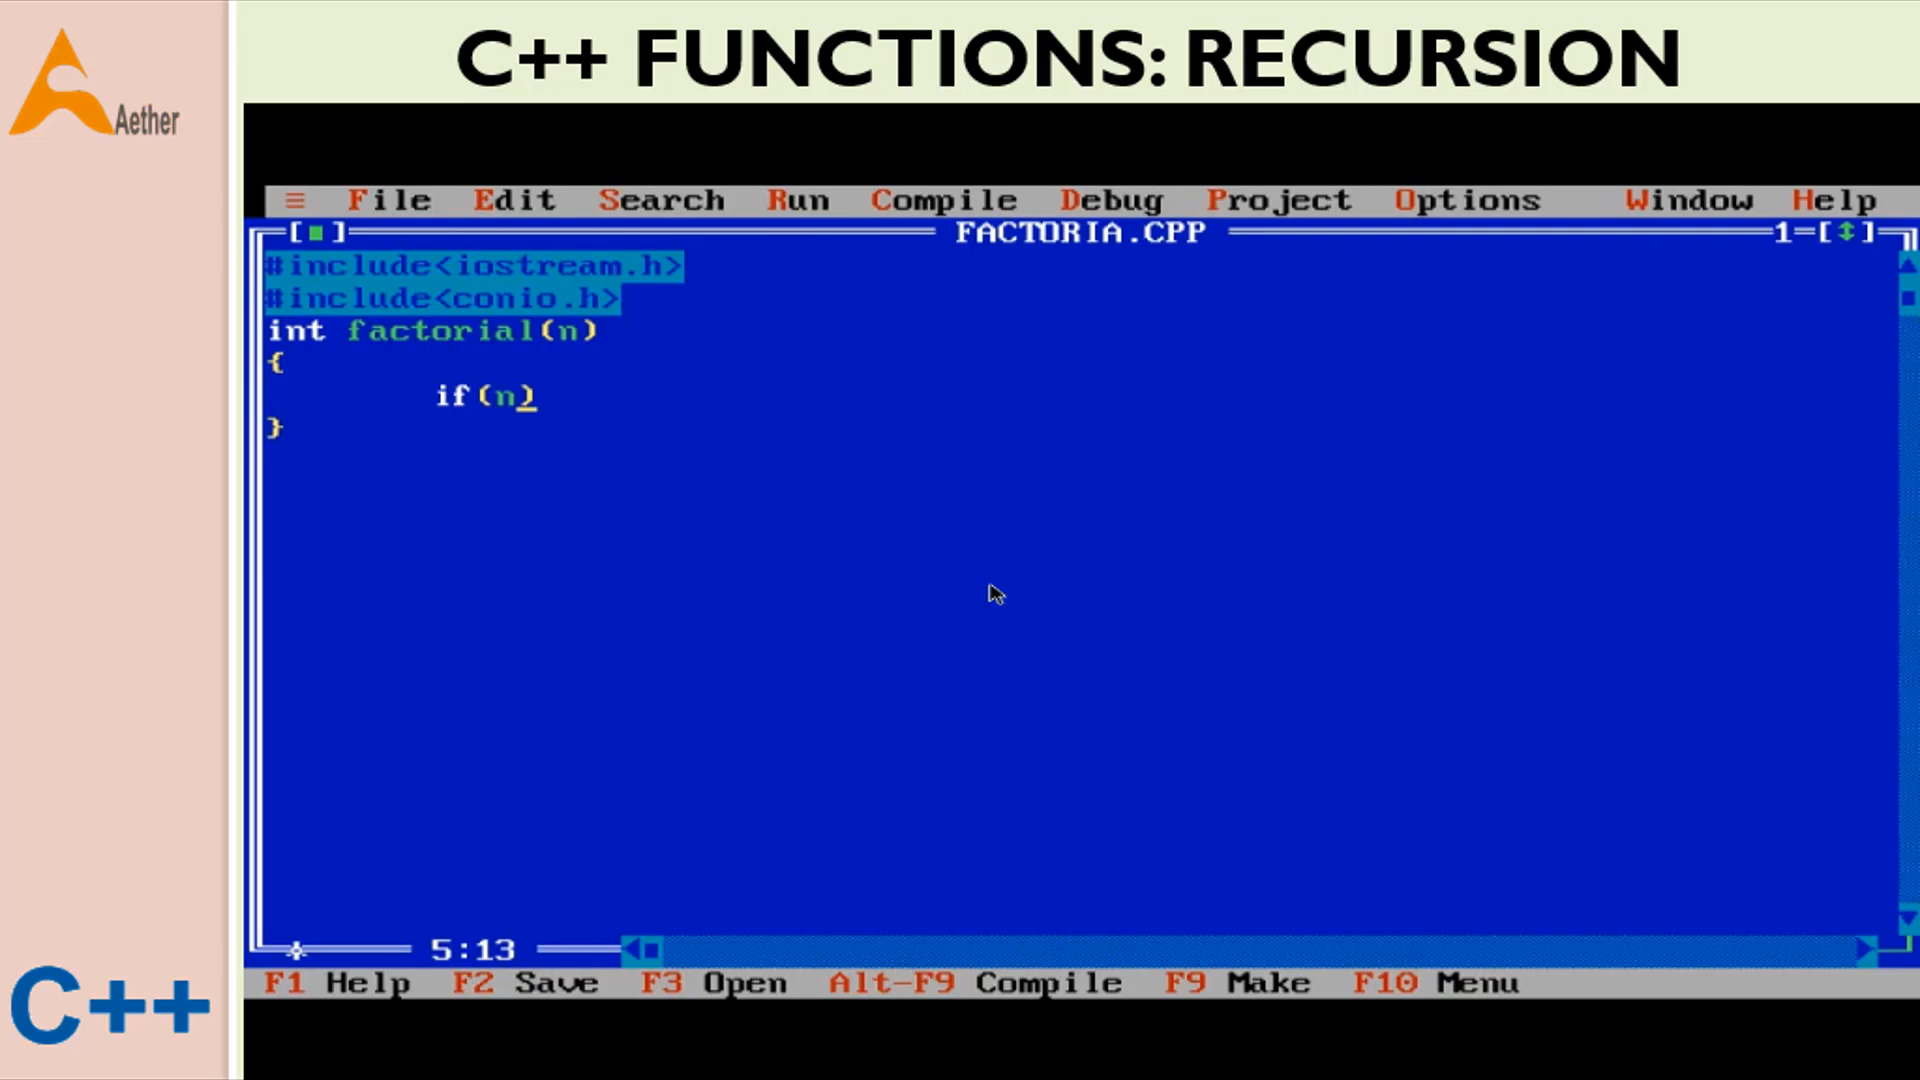 C++ FUNCTIONS: RECURSION
Aether
≡ File Edit Search Run Compile Debug Project Options Window Help
[■] FACTORIA.CPP 1=[↕]
#include<iostream.h>
#include<conio.h>
int factorial(n)
{
if(n)
}
5:13
F1 Help F2 Save F3 Open Alt-F9 Compile F9 Make F10 Menu
C++